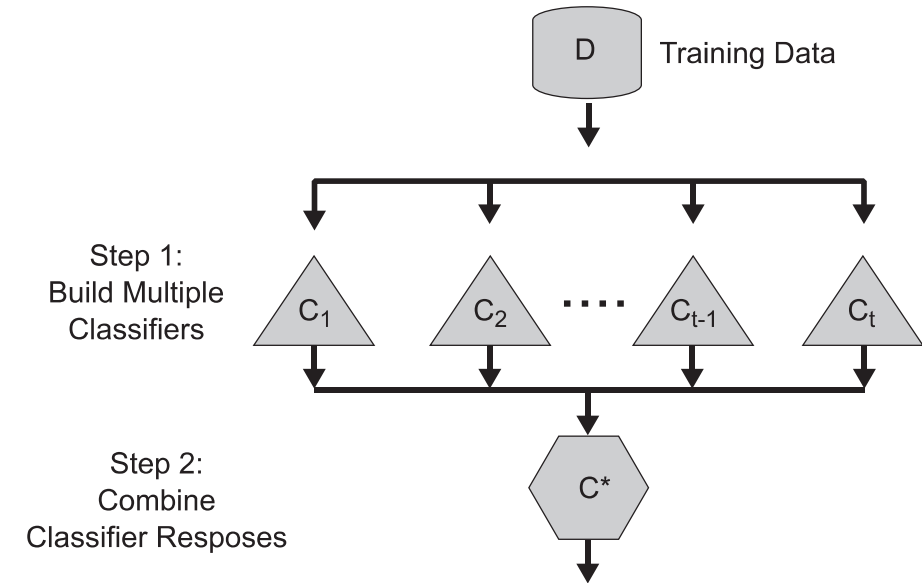 D
Training Data
Step 1:
Build Multiple
Classifiers
C₁
C₂
....
Cₜ₋₁
Cₜ
Step 2:
Combine
Classifier Resposes
C*